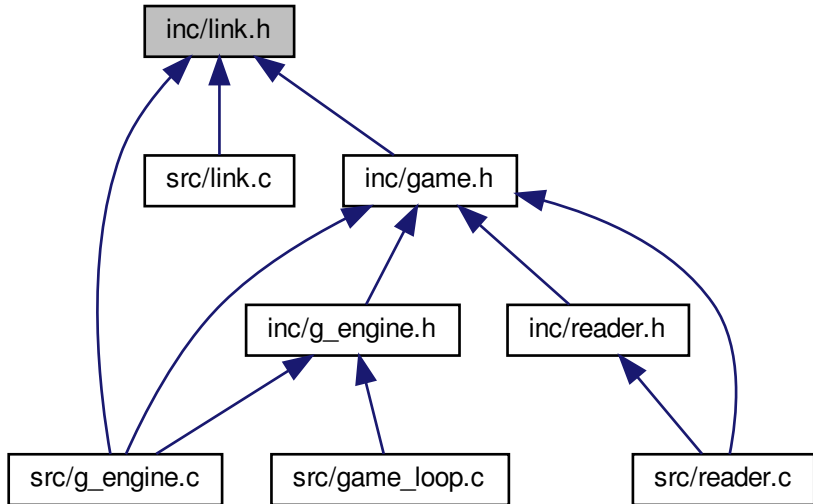 inc/link.h
src/link.c
inc/game.h
inc/g_engine.h
inc/reader.h
src/g_engine.c
src/game_loop.c
src/reader.c